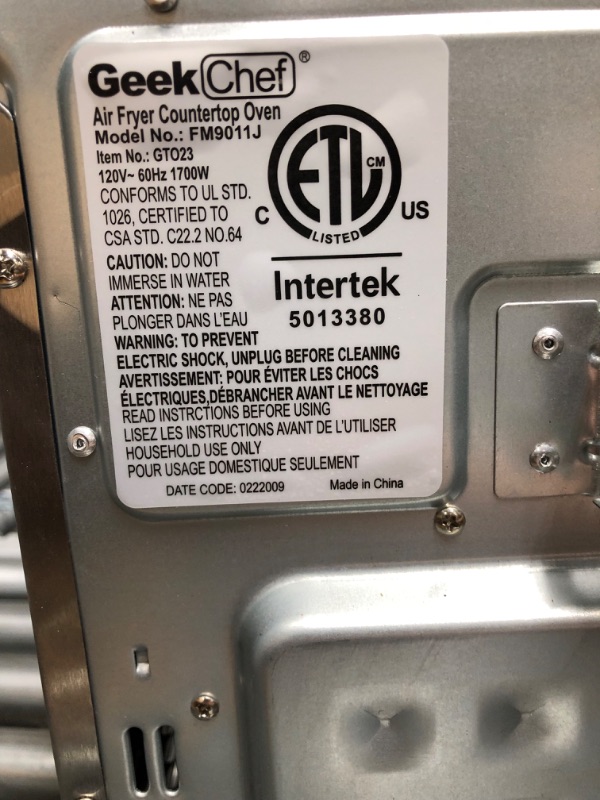 GeekChef®
Air Fryer Countertop Oven
Model No.: FM9011J
Item No.: GTO23
120V~ 60Hz 1700W
CONFORMS TO UL STD.
1026, CERTIFIED TO
CSA STD. C22.2 NO.64
C ETL CM US
LISTED
Intertek
5013380
CAUTION: DO NOT
IMMERSE IN WATER
ATTENTION: NE PAS
PLONGER DANS L'EAU
WARNING: TO PREVENT
ELECTRIC SHOCK, UNPLUG BEFORE CLEANING
AVERTISSEMENT: POUR ÉVITER LES CHOCS
ÉLECTRIQUES,DÉBRANCHER AVANT LE NETTOYAGE
READ INSTRCTIONS BEFORE USING
LISEZ LES INSTRUCTIONS AVANT DE L'UTILISER
HOUSEHOLD USE ONLY
POUR USAGE DOMESTIQUE SEULEMENT
DATE CODE: 0222009 Made in China